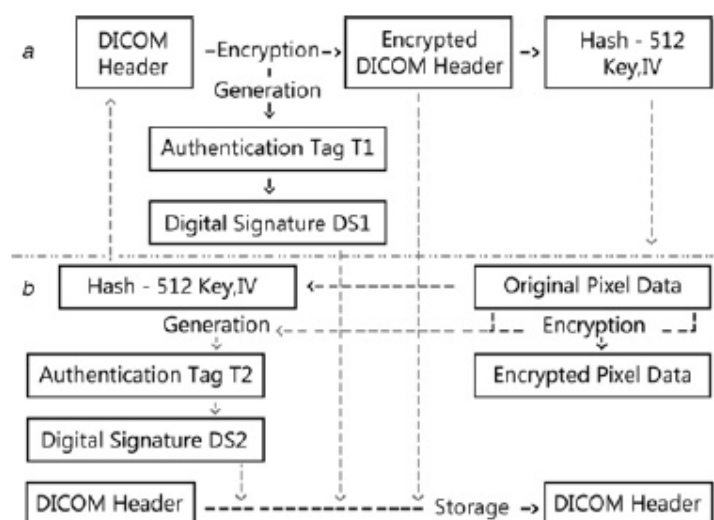 a
DICOM
Header
Encryption
Encrypted
DICOM Header
Hash - 512
Key,IV
Generation
Authentication Tag T1
Digital Signature DS1
b
Hash - 512 Key,IV
Original Pixel Data
Generation
Encryption
Authentication Tag T2
Encrypted Pixel Data
Digital Signature DS2
DICOM Header
Storage
DICOM Header